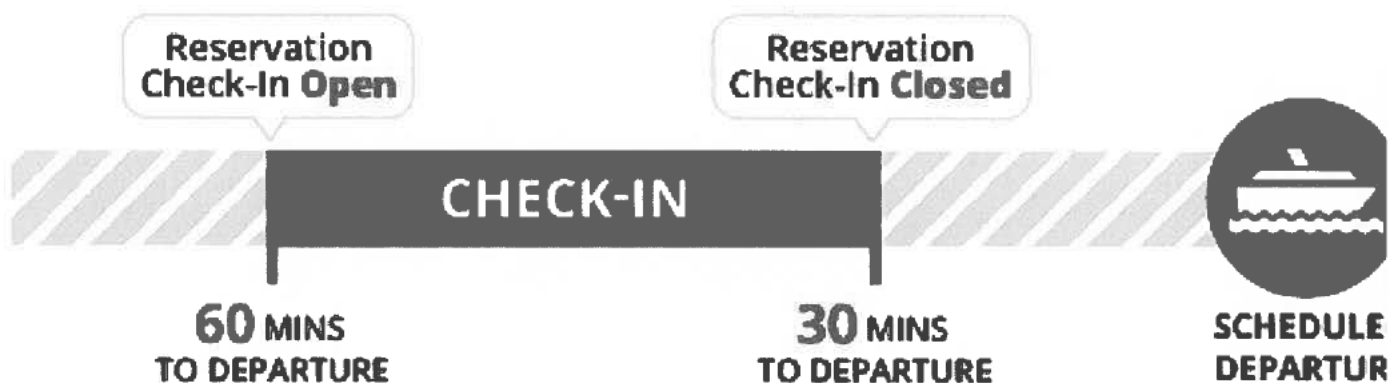 Reservation
Check-In Open
Reservation
Check-In Closed
CHECK-IN
60 MINS
TO DEPARTURE
30 MINS
TO DEPARTURE
SCHEDULE
DEPARTUR